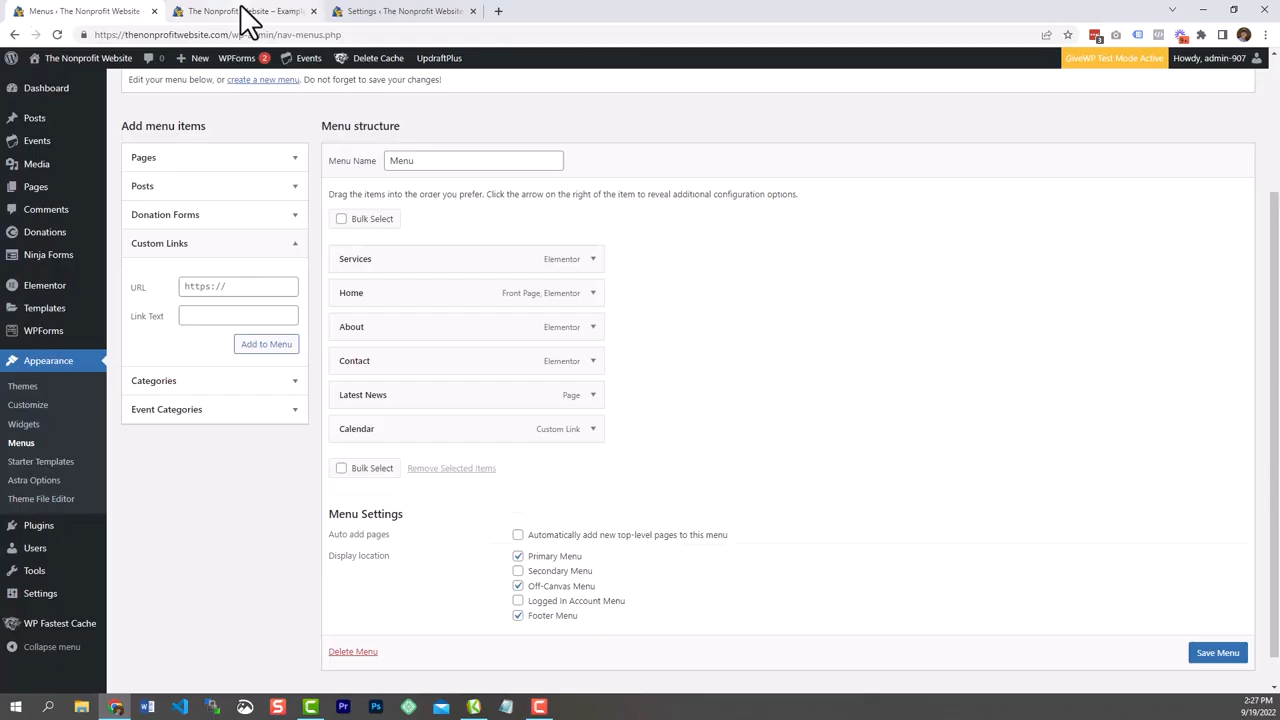 Menus ‹ The Nonprofit Website
The Nonprofit Website – Example
Settings ‹ The Nonprofit Website
https://thenonprofitwebsite.com/wp-admin/nav-menus.php
3
9+
The Nonprofit Website
0
New
WPForms 2
Events
Delete Cache
UpdraftPlus
GiveWP Test Mode Active
Howdy, admin-907
Dashboard
Posts
Events
Media
Pages
Comments
Donations
Ninja Forms
Elementor
Templates
WPForms
Appearance
Themes
Customize
Widgets
Menus
Starter Templates
Astra Options
Theme File Editor
Plugins
Users
Tools
Settings
WP Fastest Cache
Collapse menu
Edit your menu below, or create a new menu. Do not forget to save your changes!
Add menu items
Pages
Posts
Donation Forms
Custom Links
URL https://
Link Text
Add to Menu
Categories
Event Categories
Menu structure
Menu Name Menu
Drag the items into the order you prefer. Click the arrow on the right of the item to reveal additional configuration options.
Bulk Select
Services Elementor
Home Front Page, Elementor
About Elementor
Contact Elementor
Latest News Page
Calendar Custom Link
Bulk Select Remove Selected Items
Menu Settings
Auto add pages Automatically add new top-level pages to this menu
Display location Primary Menu
Secondary Menu
Off-Canvas Menu
Logged In Account Menu
Footer Menu
Delete Menu
Save Menu
2:27 PM
9/19/2022